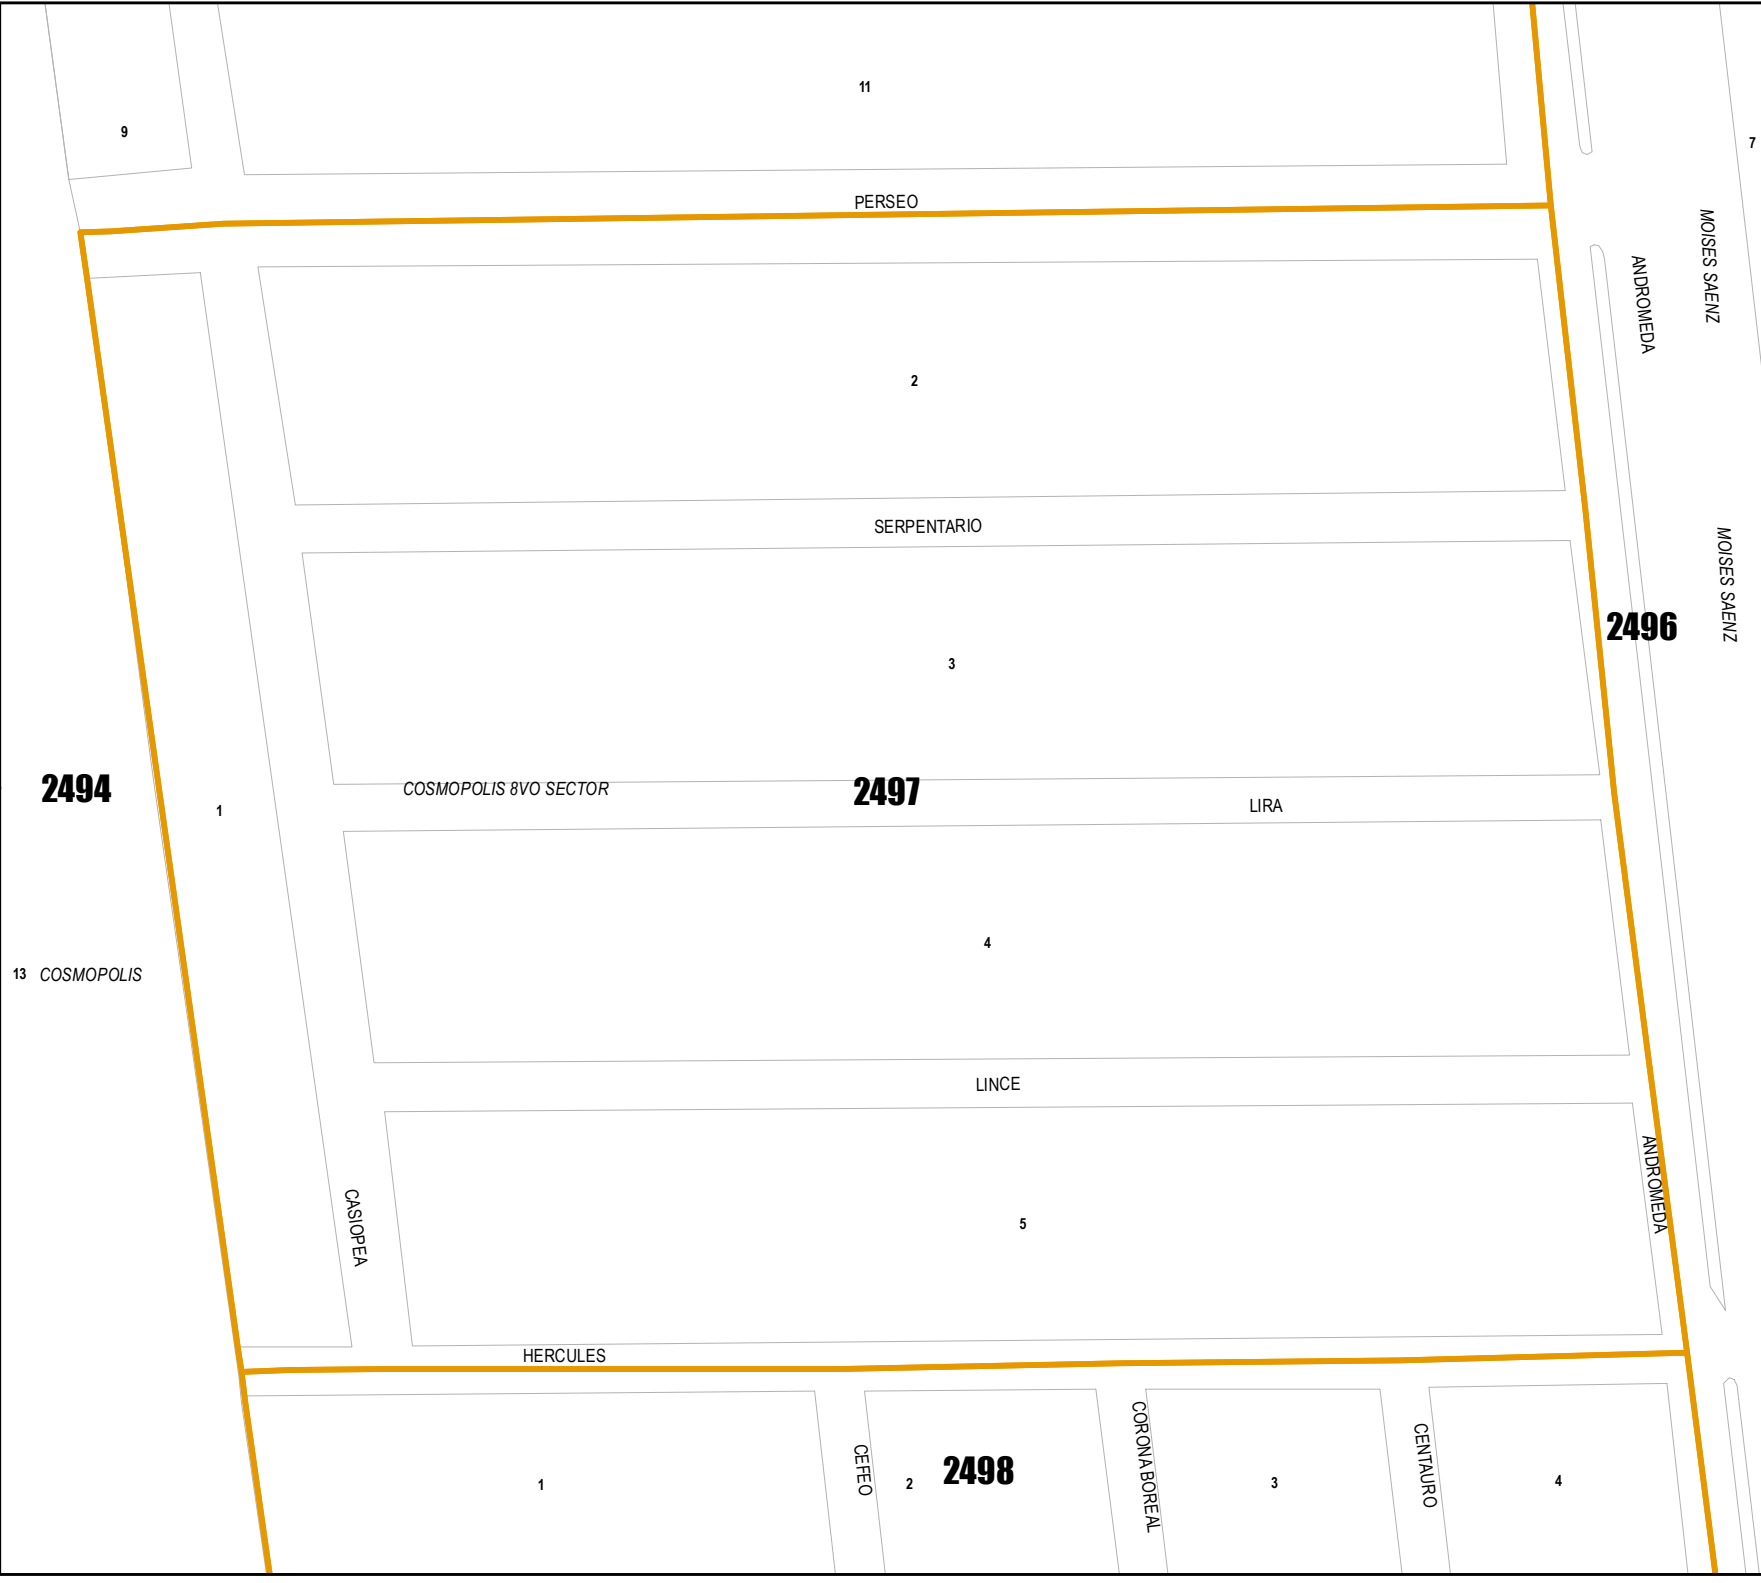 11
9
7
PERSEO
MOISES SAENZ
ANDROMEDA
2
SERPENTARIO
MOISES SAENZ
2496
3
2494
COSMOPOLIS 8VO SECTOR
2497
LIRA
1
4
13 COSMOPOLIS
LINCE
ANDROMEDA
CASIOPEA
5
HERCULES
CEFEO
CORONA BOREAL
CENTAURO
1
2
2498
3
4